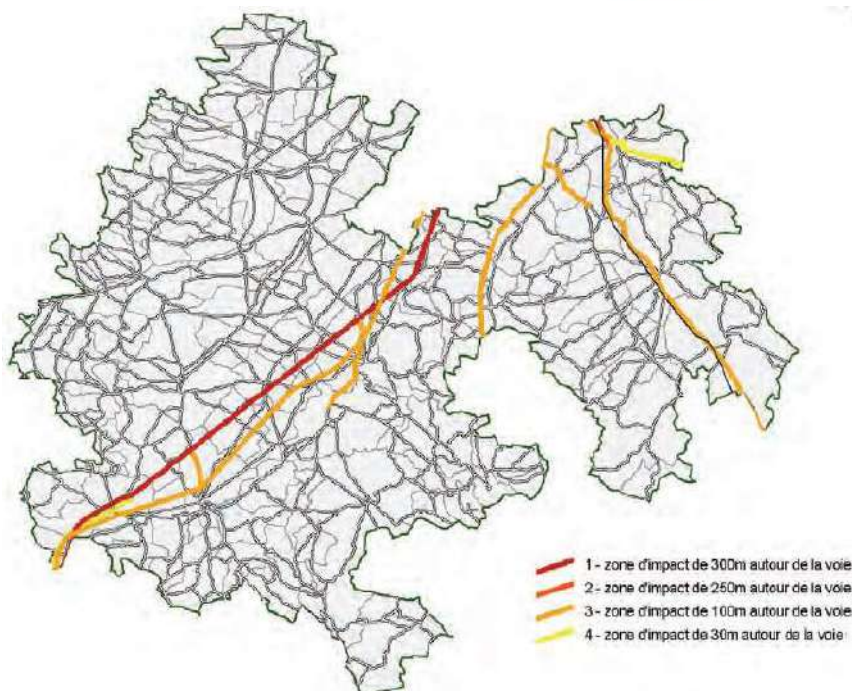 1 - zone d'impact de 300m autour de la voie
2 - zone d'impact de 250m autour de la voie
3 - zone d'impact de 100m autour de la voie
4 - zone d'impact de 30m autour de la voie